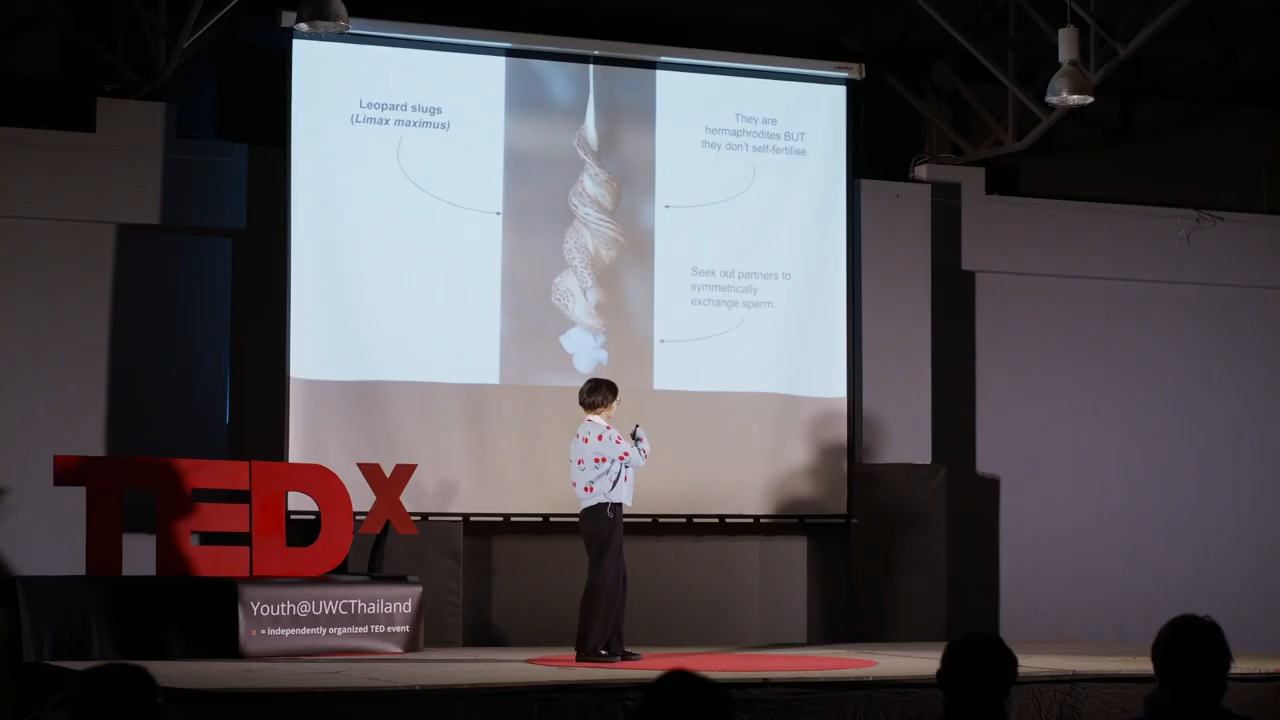 Leopard slugs
(Limax maximus)
They are
hermaphrodites BUT
they don't self-fertilise.
Seek out partners to
symmetrically
exchange sperm.
TEDx
Youth@UWCThailand
x = independently organized TED event